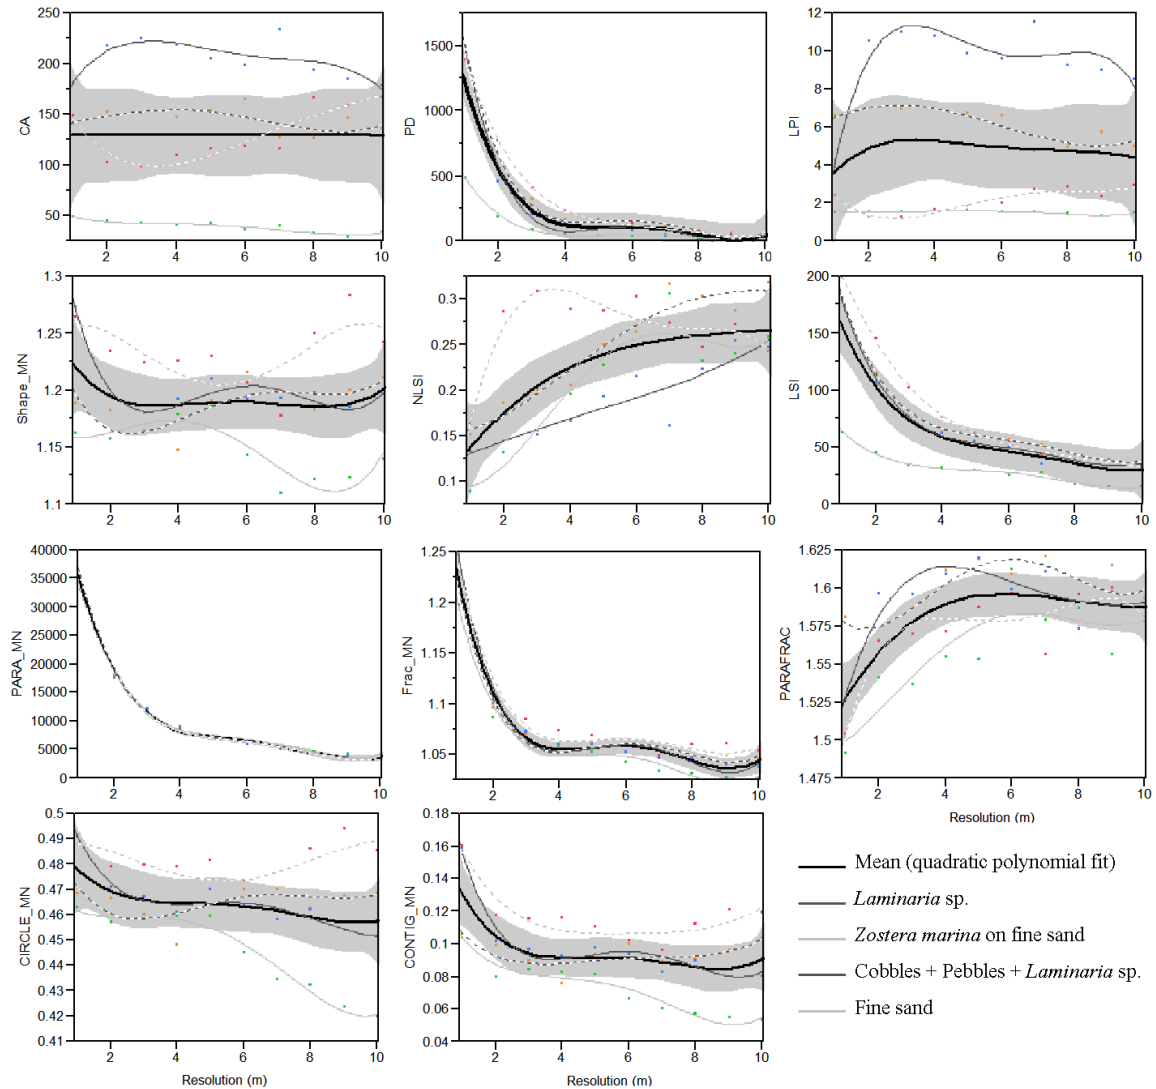 250
200
150
100
50
CA
2 4 6 8 10
1500
1000
500
0
PD
2 4 6 8 10
12
10
8
6
4
2
0
LPI
2 4 6 8 10
1.3
1.25
1.2
1.15
1.1
Shape_MN
2 4 6 8 10
0.3
0.25
0.2
0.15
0.1
NLSI
2 4 6 8 10
200
150
100
50
0
LSI
2 4 6 8 10
40000
35000
30000
25000
20000
15000
10000
5000
0
PARA_MN
2 4 6 8 10
1.25
1.2
1.15
1.1
1.05
Frac_MN
2 4 6 8 10
1.625
1.6
1.575
1.55
1.525
1.5
1.475
PARAFRAC
2 4 6 8 10
Resolution (m)
0.5
0.49
0.48
0.47
0.46
0.45
0.44
0.43
0.42
0.41
CIRCLE_MN
2 4 6 8 10
Resolution (m)
0.18
0.16
0.14
0.12
0.1
0.08
0.06
0.04
CONTIG_MN
2 4 6 8 10
Resolution (m)
Mean (quadratic polynomial fit)
Laminaria sp.
Zostera marina on fine sand
Cobbles + Pebbles + Laminaria sp.
Fine sand